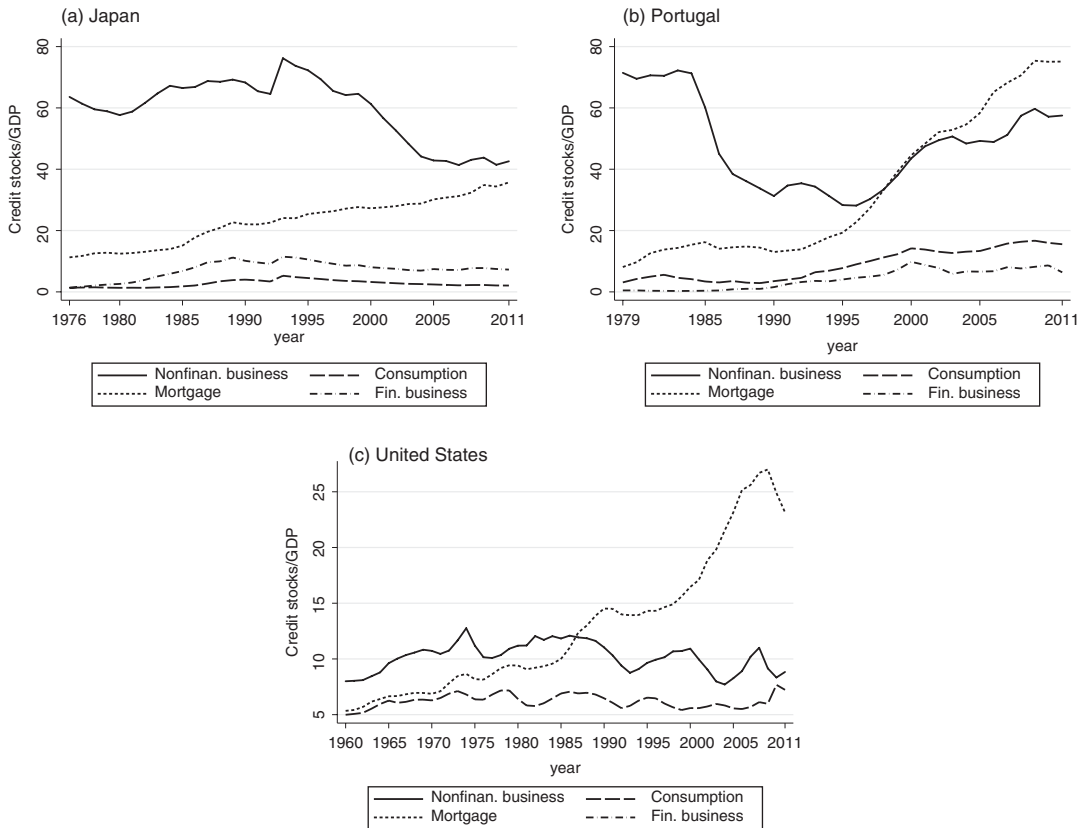 (a) Japan
Credit stocks/GDP
80
60
40
20
0
1976 1980 1985 1990 1995 2000 2005 2011
year
Nonfinan. business Consumption
Mortgage Fin. business
(b) Portugal
Credit stocks/GDP
80
60
40
20
0
1979 1985 1990 1995 2000 2005 2011
year
Nonfinan. business Consumption
Mortgage Fin. business
(c) United States
Credit stocks/GDP
25
20
15
10
5
1960 1965 1970 1975 1980 1985 1990 1995 2000 2005 2011
year
Nonfinan. business Consumption
Mortgage Fin. business